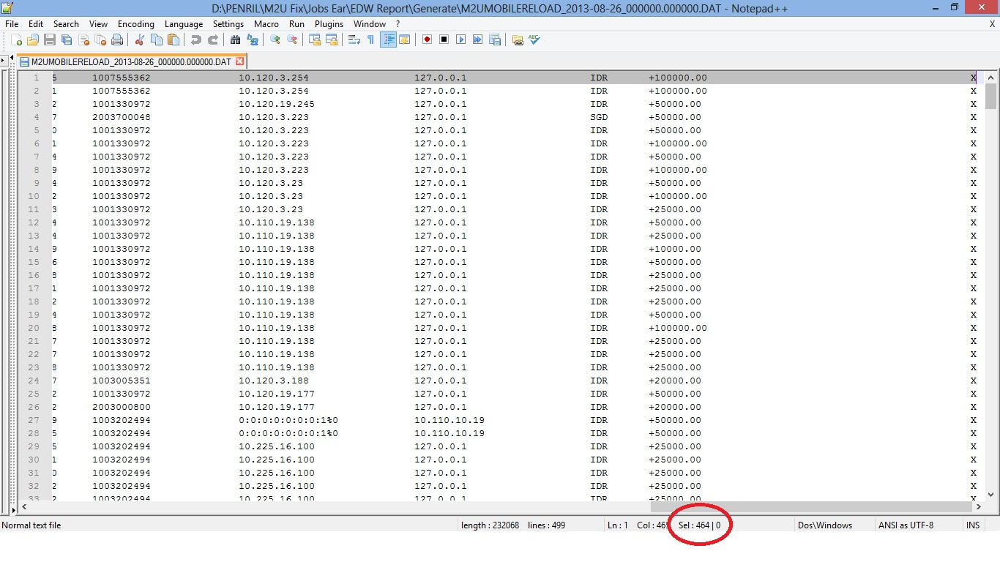 D:\PENRIL\M2U Fix\Jobs Ear\EDW Report\Generate\M2UMOBILERELOAD_2013-08-26_000000.000000.DAT - Notepad++
File Edit Search View Encoding Language Settings Macro Run Plugins Window ? X
M2UMOBILERELOAD_2013-08-26_000000.000000.DAT
1 5 1007555362 10.120.3.254 127.0.0.1 IDR +100000.00 X
2 1 1007555362 10.120.3.254 127.0.0.1 IDR +100000.00 X
3 2 1001330972 10.120.19.245 127.0.0.1 IDR +50000.00 X
4 7 2003700048 10.120.3.223 127.0.0.1 SGD +50000.00 X
5 0 1001330972 10.120.3.223 127.0.0.1 IDR +50000.00 X
6 1 1001330972 10.120.3.223 127.0.0.1 IDR +100000.00 X
7 4 1001330972 10.120.3.223 127.0.0.1 IDR +50000.00 X
8 9 1001330972 10.120.3.223 127.0.0.1 IDR +100000.00 X
9 4 1001330972 10.120.3.23 127.0.0.1 IDR +50000.00 X
10 2 1001330972 10.120.3.23 127.0.0.1 IDR +100000.00 X
11 3 1001330972 10.120.3.23 127.0.0.1 IDR +25000.00 X
12 4 1001330972 10.110.19.138 127.0.0.1 IDR +50000.00 X
13 4 1001330972 10.110.19.138 127.0.0.1 IDR +25000.00 X
14 9 1001330972 10.110.19.138 127.0.0.1 IDR +10000.00 X
15 6 1001330972 10.110.19.138 127.0.0.1 IDR +50000.00 X
16 8 1001330972 10.110.19.138 127.0.0.1 IDR +25000.00 X
17 1 1001330972 10.110.19.138 127.0.0.1 IDR +25000.00 X
18 2 1001330972 10.110.19.138 127.0.0.1 IDR +25000.00 X
19 4 1001330972 10.110.19.138 127.0.0.1 IDR +50000.00 X
20 8 1001330972 10.110.19.138 127.0.0.1 IDR +100000.00 X
21 7 1001330972 10.110.19.138 127.0.0.1 IDR +25000.00 X
22 7 1001330972 10.110.19.138 127.0.0.1 IDR +25000.00 X
23 8 1001330972 10.110.19.138 127.0.0.1 IDR +25000.00 X
24 7 1003005351 10.120.3.188 127.0.0.1 IDR +20000.00 X
25 2 1001330972 10.120.19.177 127.0.0.1 IDR +50000.00 X
26 2 2003000800 10.120.19.177 127.0.0.1 IDR +20000.00 X
27 9 1003202494 0:0:0:0:0:0:0:1%0 10.110.10.19 IDR +50000.00 X
28 5 1003202494 0:0:0:0:0:0:0:1%0 10.110.10.19 IDR +50000.00 X
29 5 1003202494 10.225.16.100 127.0.0.1 IDR +25000.00 X
30 1 1003202494 10.225.16.100 127.0.0.1 IDR +25000.00 X
31 0 1003202494 10.225.16.100 127.0.0.1 IDR +25000.00 X
32 2 1003202494 10.225.16.100 127.0.0.1 IDR +25000.00 X
33 2 1003202494 10.225.16.100 127.0.0.1 IDR +25000.00 X
Normal text file length : 232068 lines : 499 Ln : 1 Col : 465 Sel : 464 | 0 Dos\Windows ANSI as UTF-8 INS